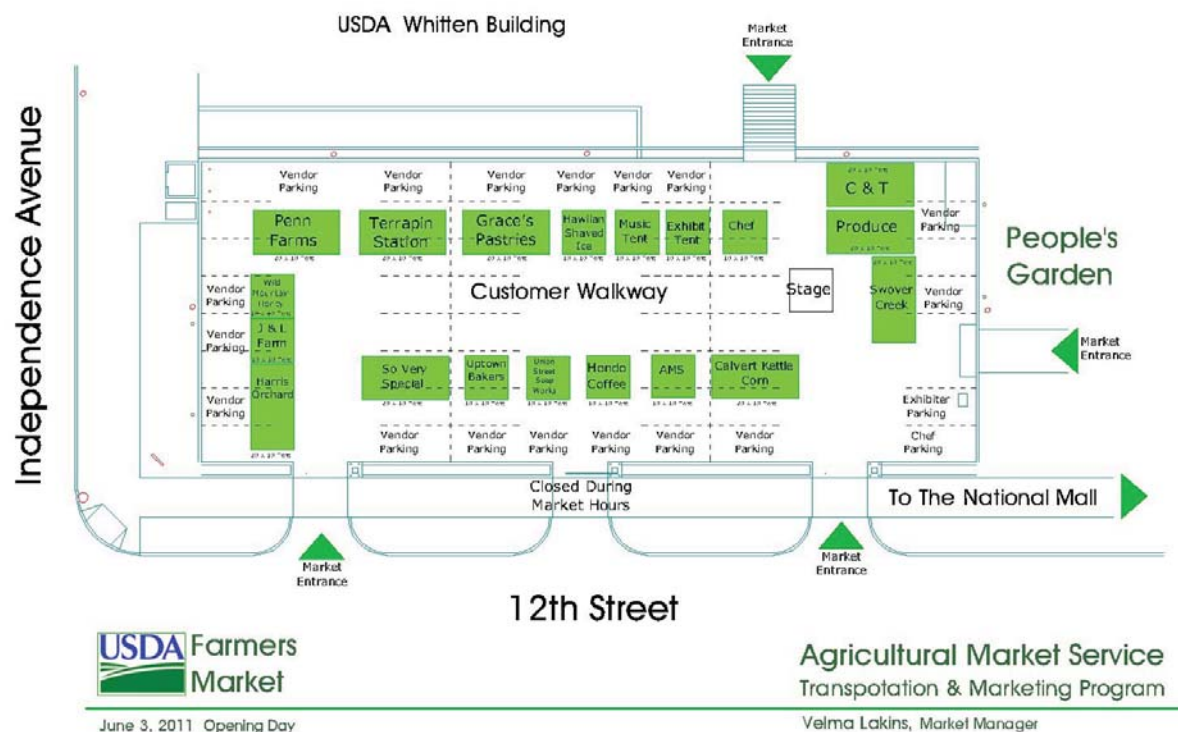 USDA Whitten Building
Market
Entrance
Independence Avenue
Vendor
Parking
Vendor
Parking
Vendor
Parking
Vendor
Parking
Vendor
Parking
Vendor
Parking
C & T
Produce
Vendor
Parking
Penn
Farms
Terrapin
Station
Grace's
Pastries
Hawiian
Shaved
Ice
Music
Tent
Exhibit
Tent
Chef
People's
Garden
Vendor
Parking
Wild
Mountain
Honey
Customer Walkway
Stage
Swover
Creek
Vendor
Parking
Vendor
Parking
J & L
Farm
Market
Entrance
Vendor
Parking
Harris
Orchard
So Very
Special
Uptown
Bakers
Union
Street
Soap
Works
Hondo
Coffee
AMS
Calvert Kettle
Corn
Exhibiter
Parking
Vendor
Parking
Vendor
Parking
Vendor
Parking
Vendor
Parking
Vendor
Parking
Vendor
Parking
Chef
Parking
Closed During
Market Hours
To The National Mall
Market
Entrance
Market
Entrance
12th Street
USDA
Farmers
Market
Agricultural Market Service
Transpotation & Marketing Program
June 3, 2011 Opening Day
Velma Lakins, Market Manager